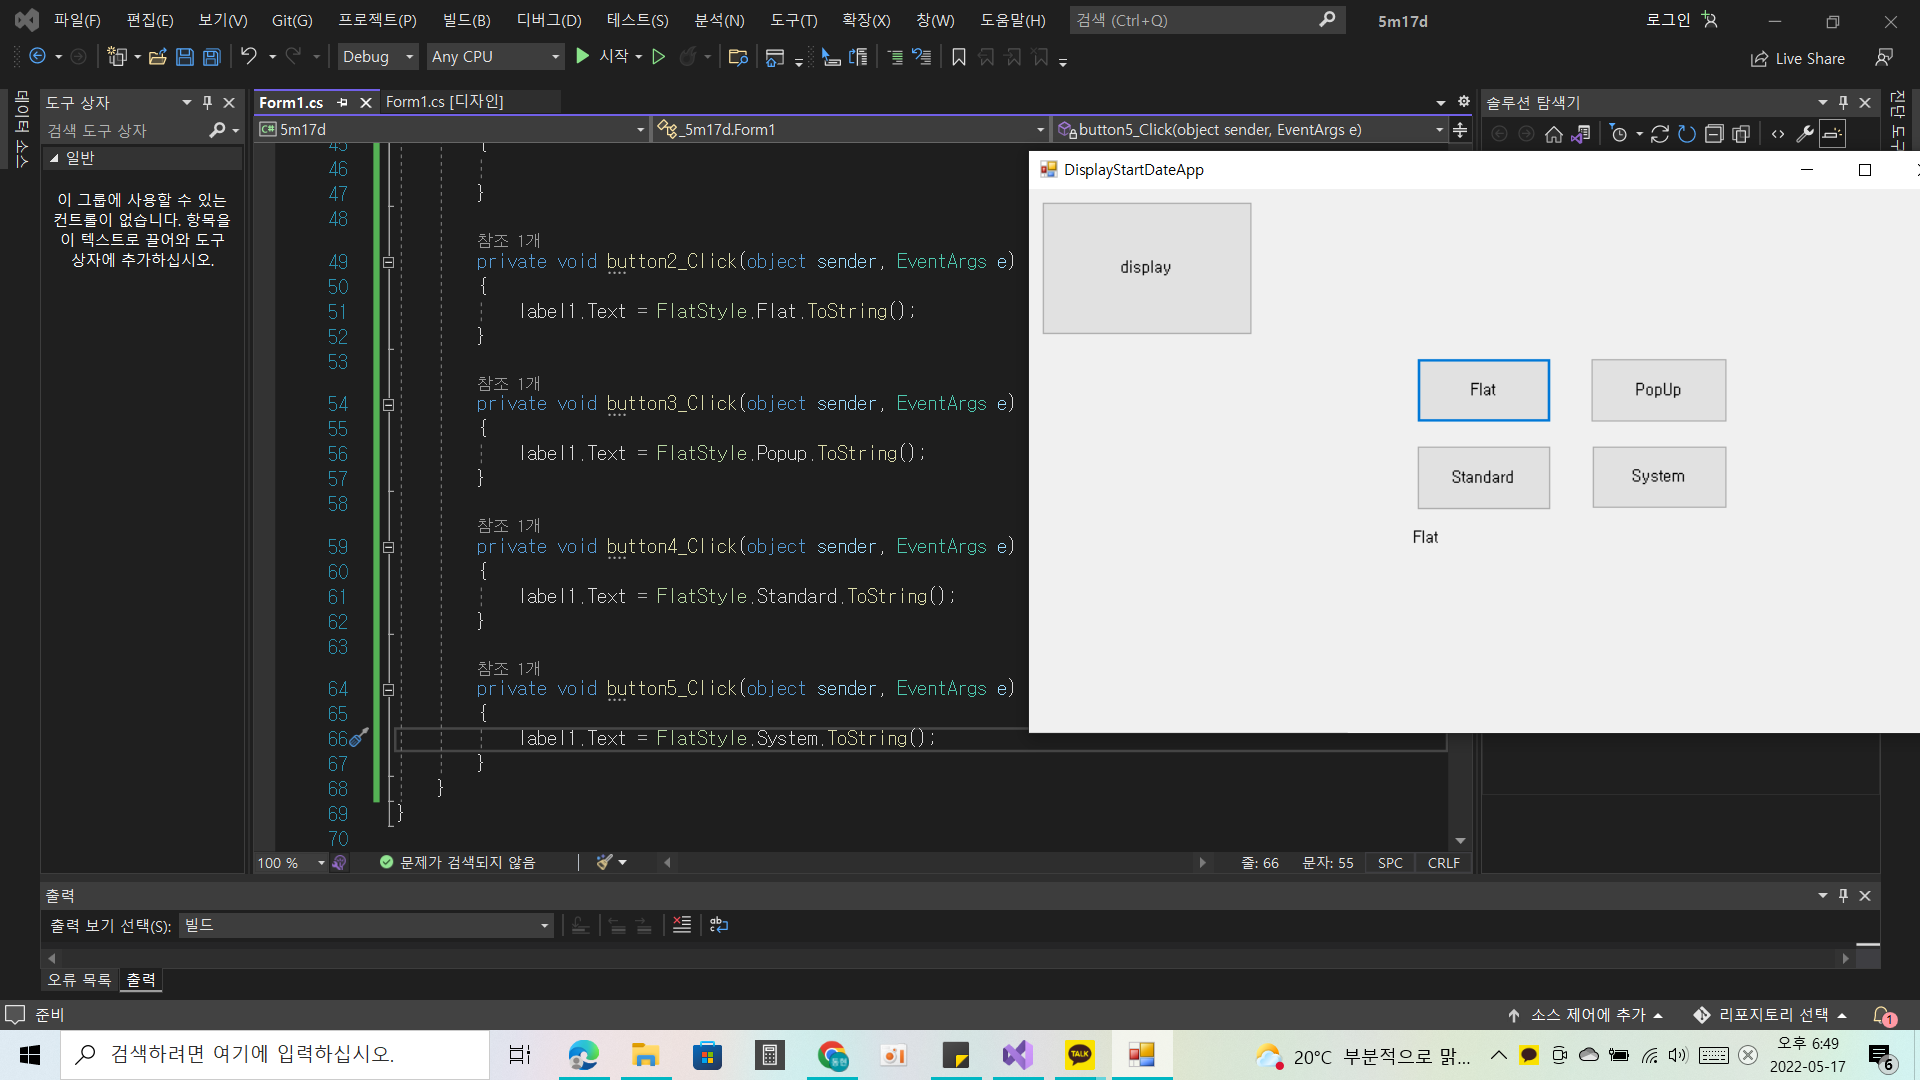 파일(F) 편집(E) 보기(V) Git(G) 프로젝트(P) 빌드(B) 디버그(D) 테스트(S) 분석(N) 도구(T) 확장(X) 창(W) 도움말(H) 검색 (Ctrl+Q) 5m17d 로그인
Debug Any CPU 시작 Live Share
데이터 소스
도구 상자
검색 도구 상자
일반
이 그룹에 사용할 수 있는
컨트롤이 없습니다. 항목을
이 텍스트로 끌어와 도구
상자에 추가하십시오.
Form1.cs Form1.cs [디자인]
5m17d _5m17d.Form1 button5_Click(object sender, EventArgs e)
45 {
46
47 }
48
참조 1개
49 private void button2_Click(object sender, EventArgs e)
50 {
51 label1.Text = FlatStyle.Flat.ToString();
52 }
53
참조 1개
54 private void button3_Click(object sender, EventArgs e)
55 {
56 label1.Text = FlatStyle.Popup.ToString();
57 }
58
참조 1개
59 private void button4_Click(object sender, EventArgs e)
60 {
61 label1.Text = FlatStyle.Standard.ToString();
62 }
63
참조 1개
64 private void button5_Click(object sender, EventArgs e)
65 {
66 label1.Text = FlatStyle.System.ToString();
67 }
68 }
69 }
70
100 % 문제가 검색되지 않음 줄: 66 문자: 55 SPC CRLF
솔루션 탐색기
진단
DisplayStartDateApp
display
Flat PopUp
Standard System
Flat
출력
출력 보기 선택(S): 빌드
오류 목록 출력
준비 소스 제어에 추가 리포지토리 선택 1
검색하려면 여기에 입력하십시오. TALK 20°C 부분적으로 맑... 오후 6:49
2022-05-17 6